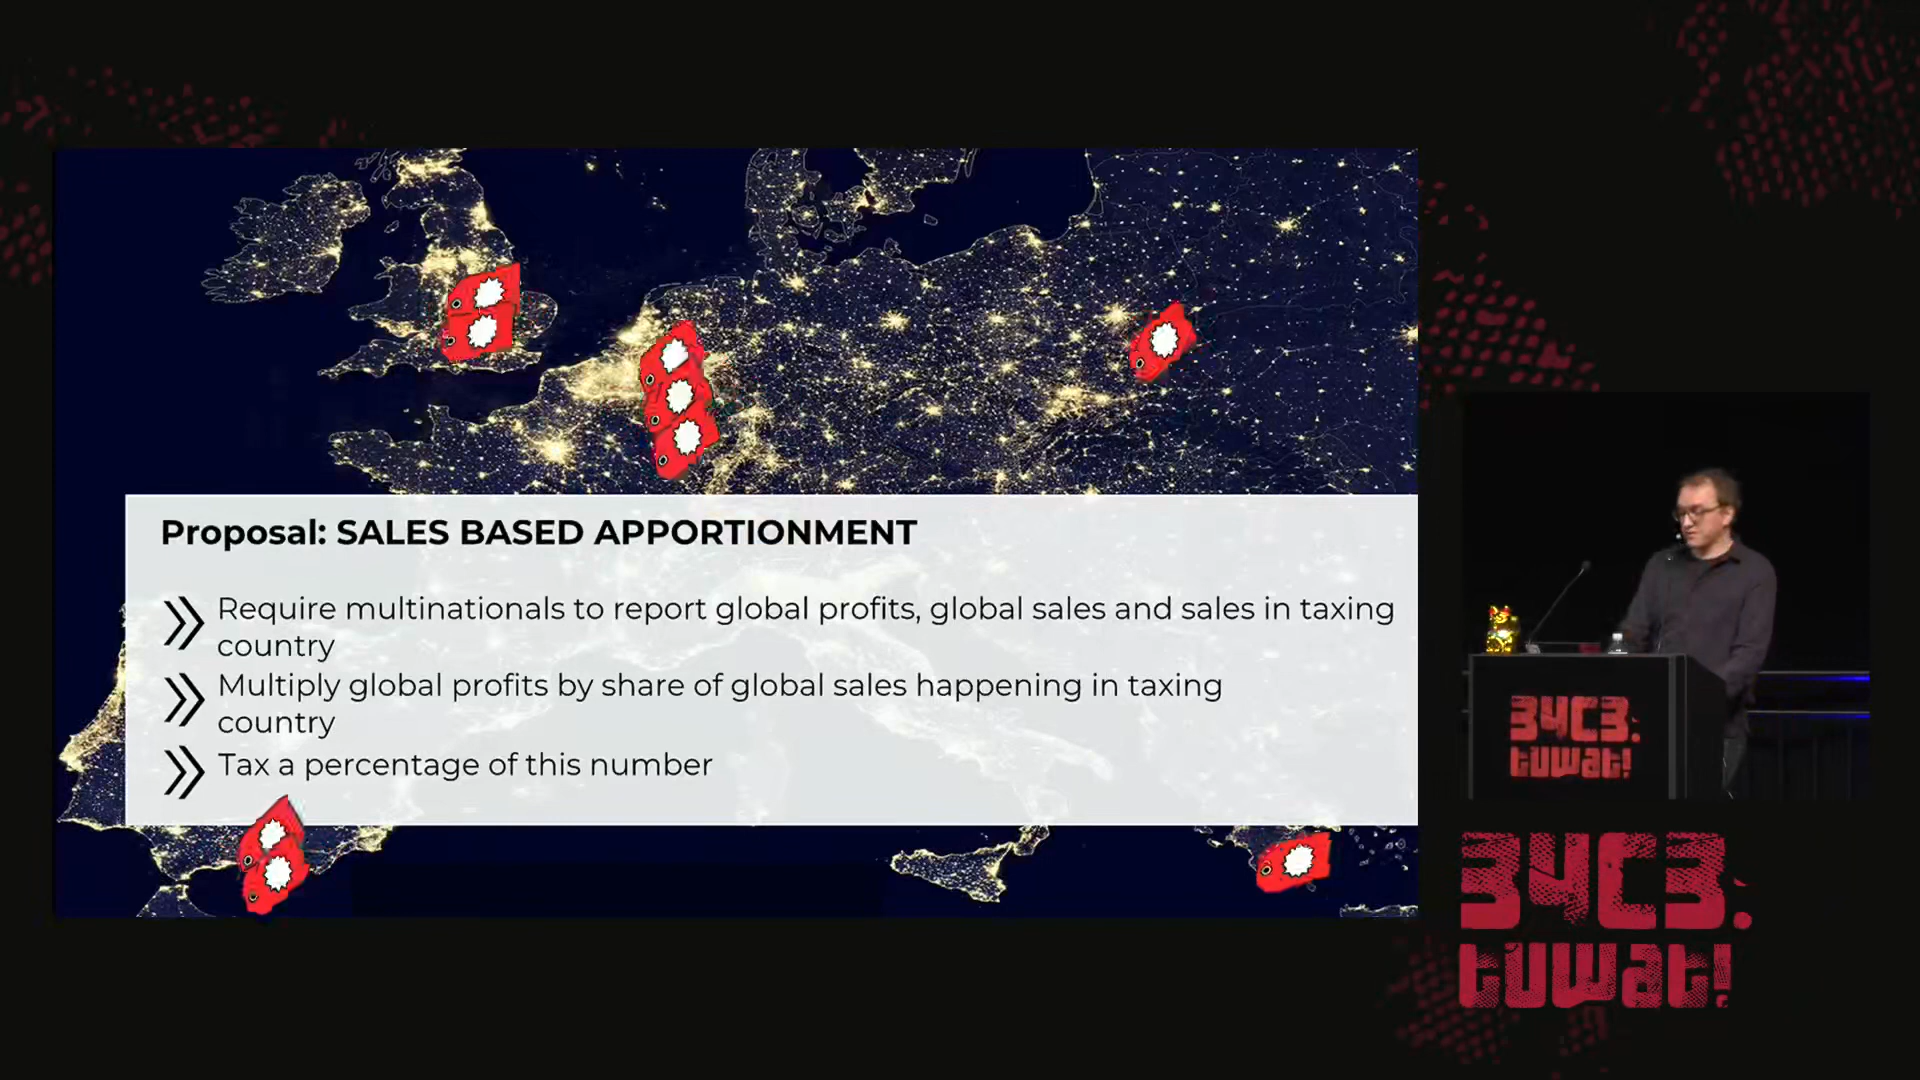 Proposal: SALES BASED APPORTIONMENT
Require multinationals to report global profits, global sales and sales in taxing
country
Multiply global profits by share of global sales happening in taxing
country
Tax a percentage of this number
34C3.
tuwat!
34C3.
tuwat!